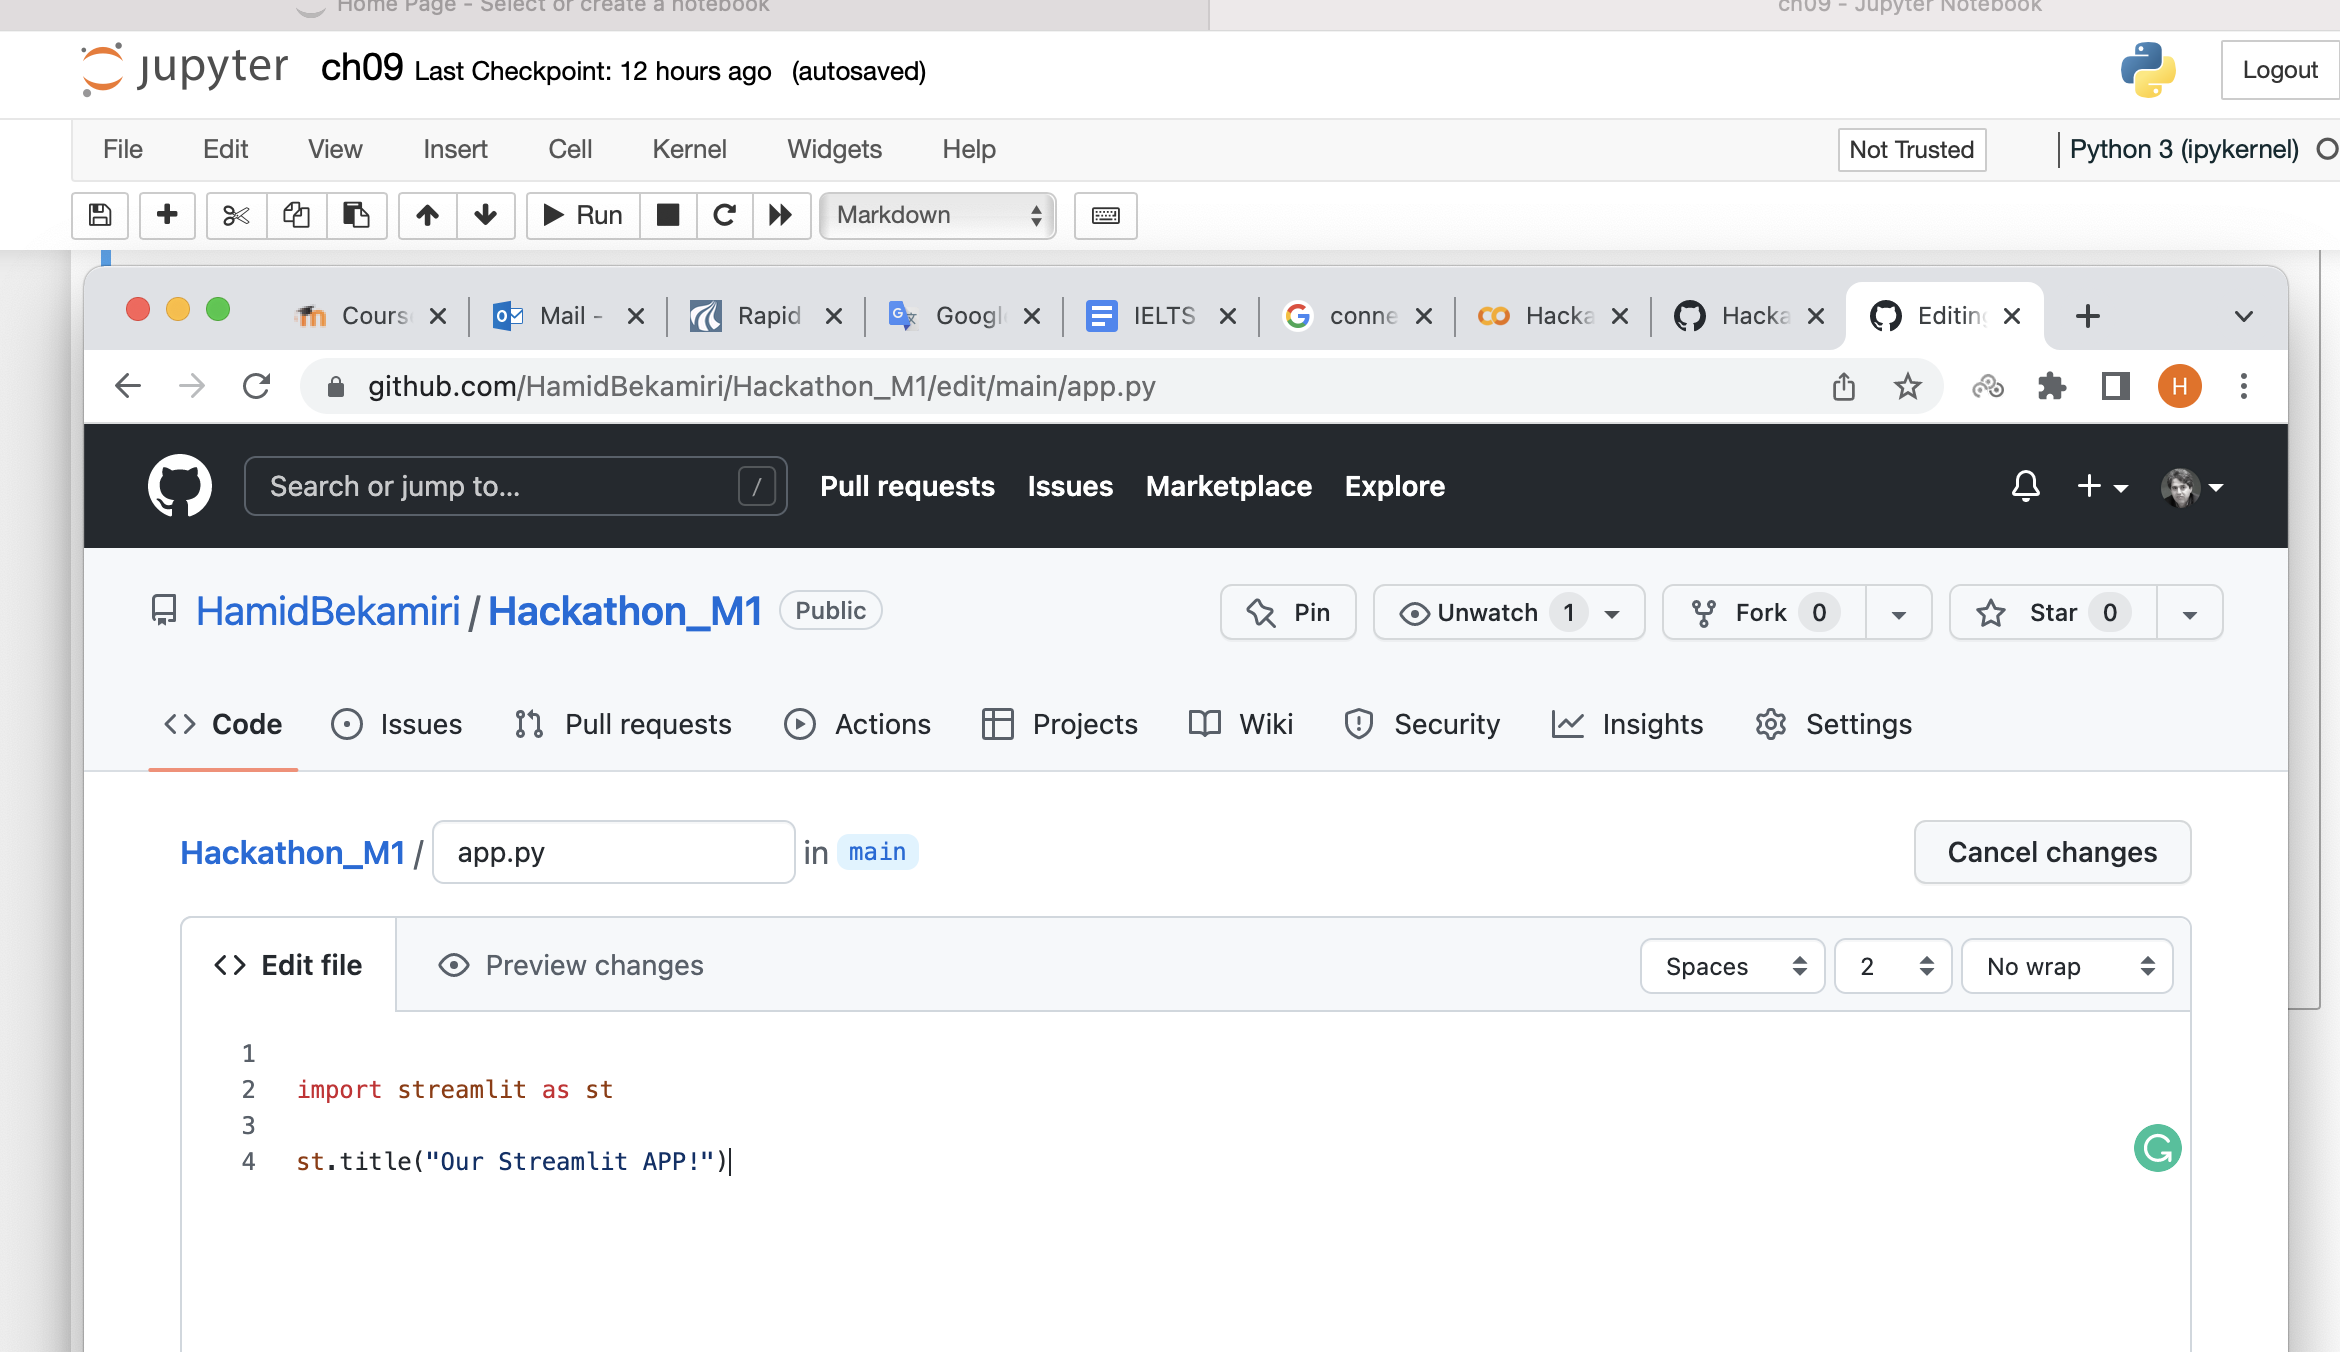 Home Page - Select or create a notebook
ch09 - Jupyter Notebook
jupyter ch09 Last Checkpoint: 12 hours ago (autosaved)
Logout
File Edit View Insert Cell Kernel Widgets Help
Not Trusted
Python 3 (ipykernel)
Run
Markdown
Cours
Mail -
Rapid
Googl
IELTS
conne
Hacka
Hacka
Editin
github.com/HamidBekamiri/Hackathon_M1/edit/main/app.py
H
Search or jump to...
/
Pull requests Issues Marketplace Explore
HamidBekamiri / Hackathon_M1 Public
Pin
Unwatch 1
Fork 0
Star 0
Code Issues Pull requests Actions Projects Wiki Security Insights Settings
Hackathon_M1 / app.py in main
Cancel changes
Edit file
Preview changes
Spaces
2
No wrap
1
2 import streamlit as st
3
4 st.title("Our Streamlit APP!")